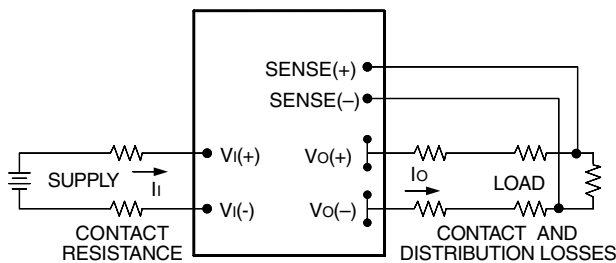 SENSE(+)
SENSE(–)
VI(+)
VO(+)
IO
SUPPLY
II
LOAD
VI(-)
VO(–)
CONTACT
RESISTANCE
CONTACT AND
DISTRIBUTION LOSSES